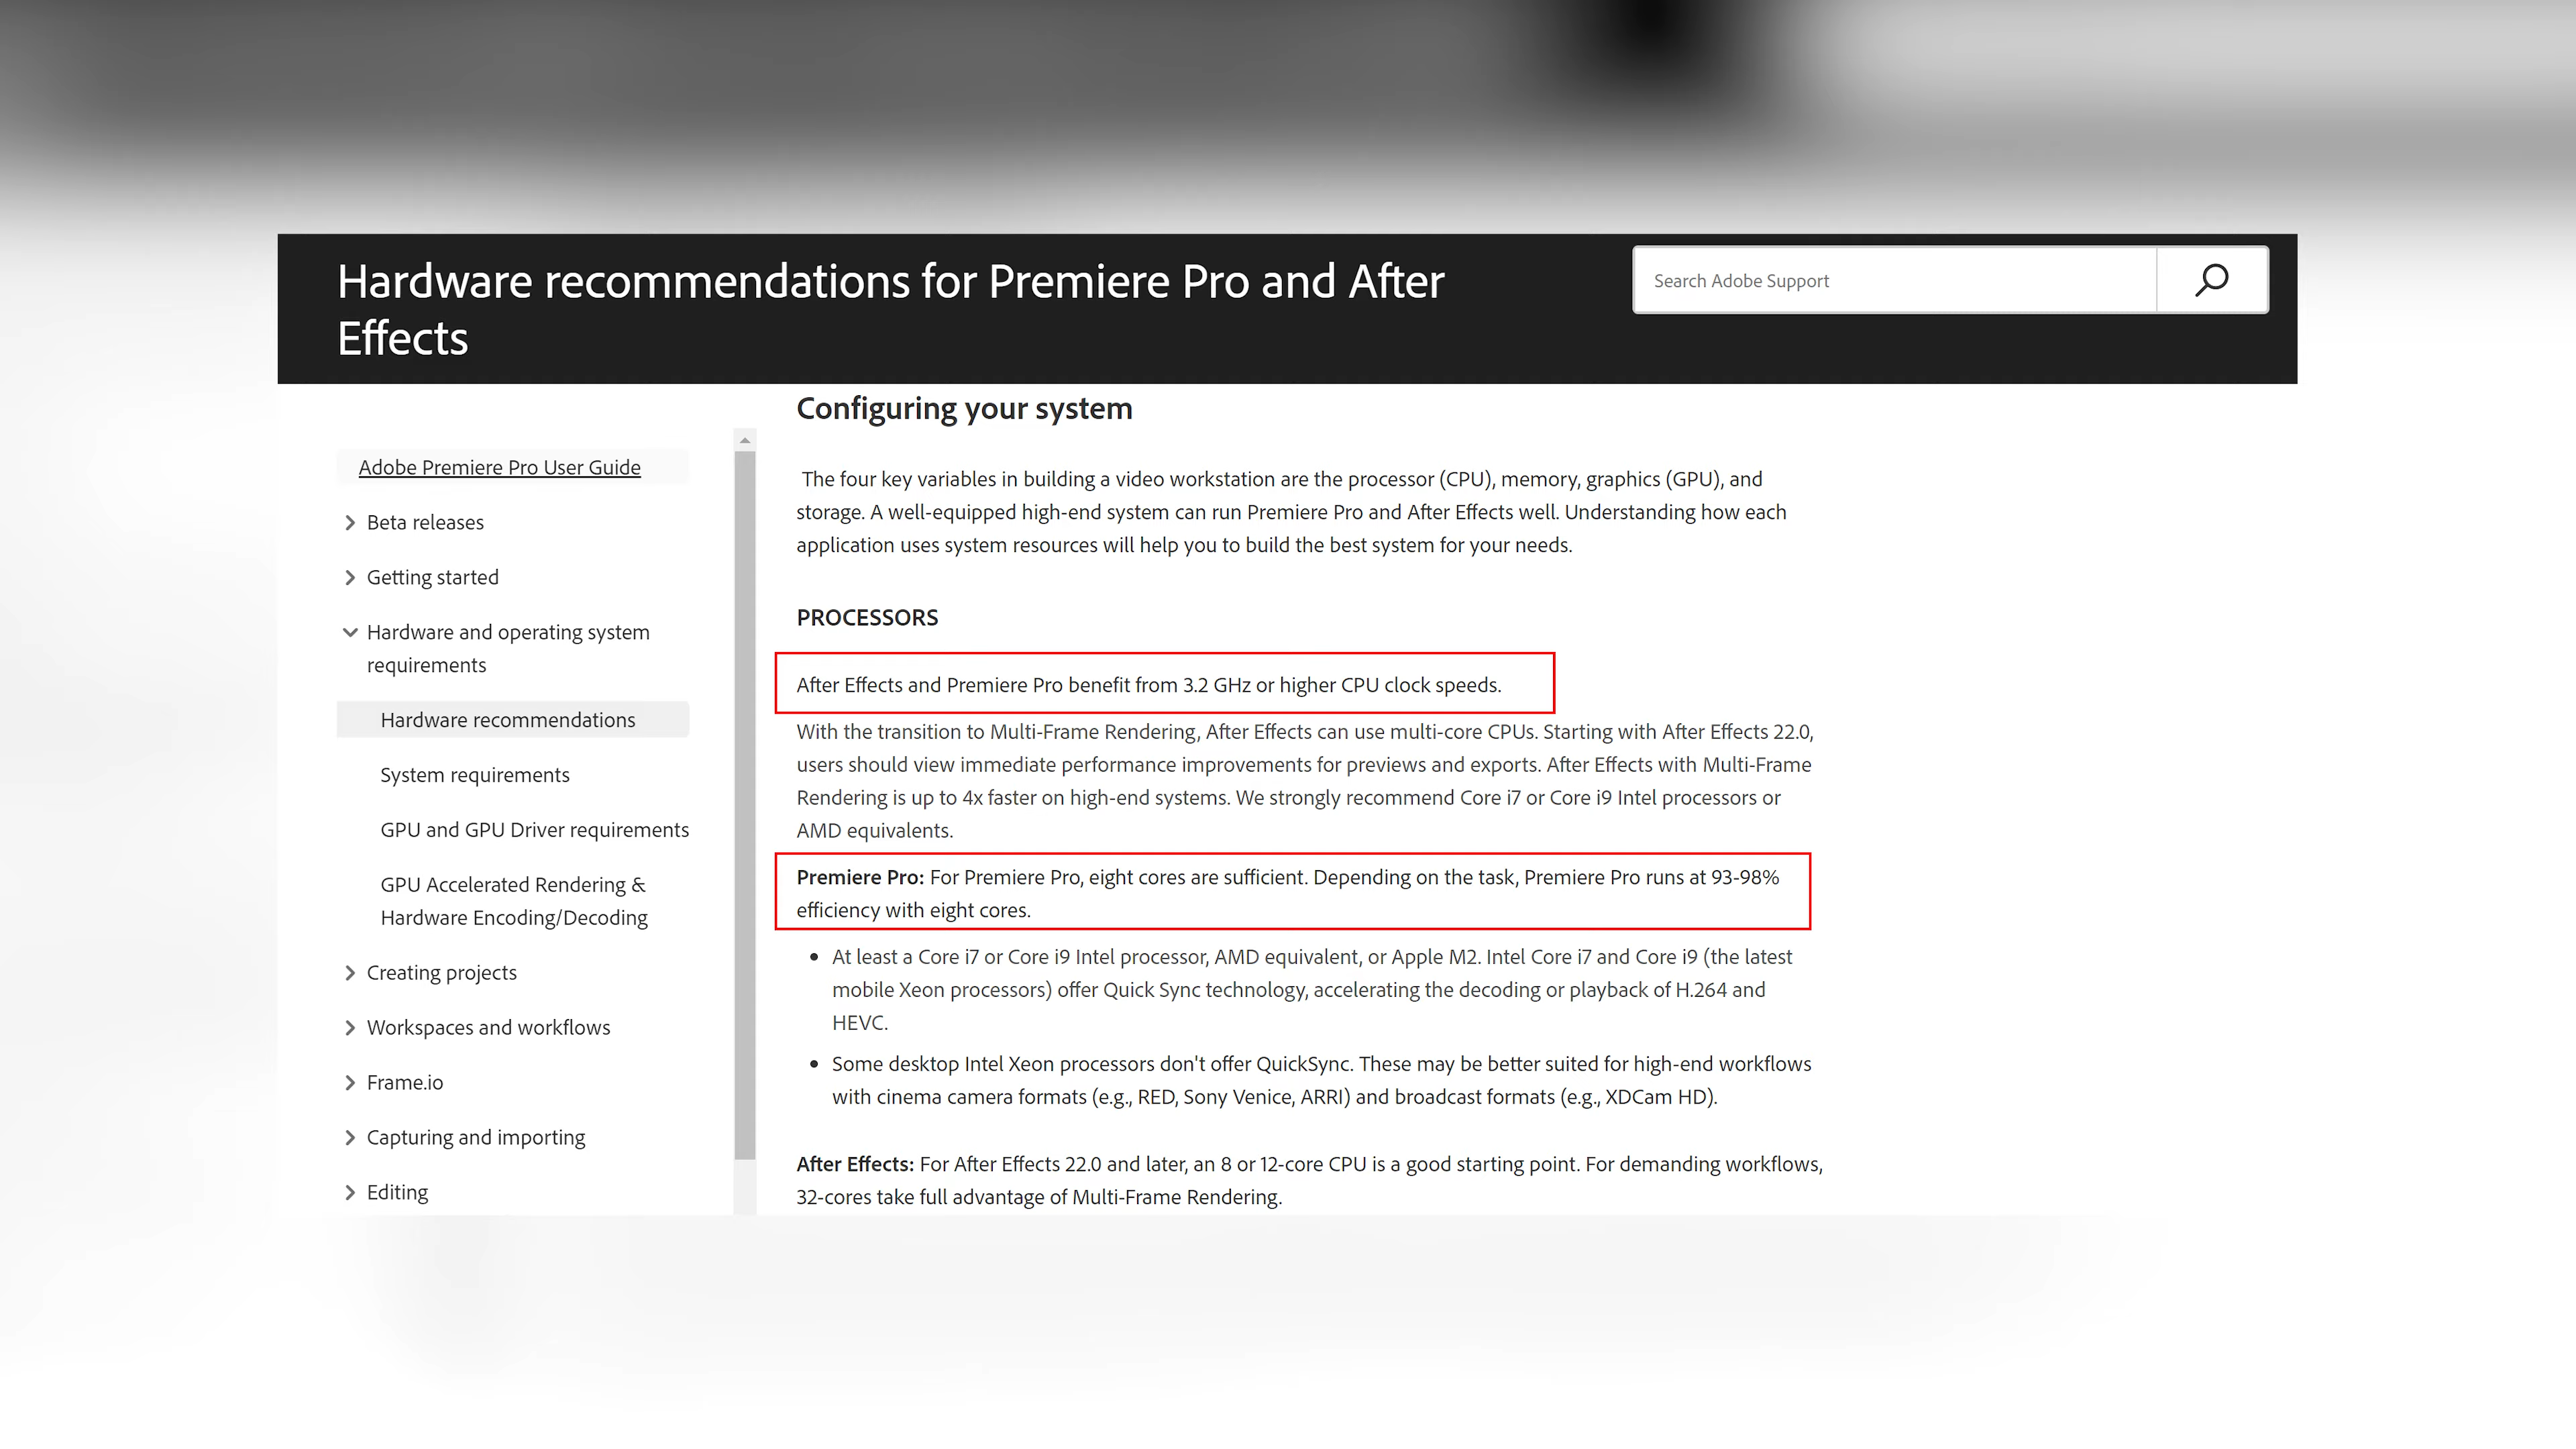 Hardware recommendations for Premiere Pro and After
Effects
Search Adobe Support
Adobe Premiere Pro User Guide
Beta releases
Getting started
Hardware and operating system
requirements
Hardware recommendations
System requirements
GPU and GPU Driver requirements
GPU Accelerated Rendering &
Hardware Encoding/Decoding
Creating projects
Workspaces and workflows
Frame.io
Capturing and importing
Editing
Configuring your system
The four key variables in building a video workstation are the processor (CPU), memory, graphics (GPU), and
storage. A well-equipped high-end system can run Premiere Pro and After Effects well. Understanding how each
application uses system resources will help you to build the best system for your needs.
PROCESSORS
After Effects and Premiere Pro benefit from 3.2 GHz or higher CPU clock speeds.
With the transition to Multi-Frame Rendering, After Effects can use multi-core CPUs. Starting with After Effects 22.0,
users should view immediate performance improvements for previews and exports. After Effects with Multi-Frame
Rendering is up to 4x faster on high-end systems. We strongly recommend Core i7 or Core i9 Intel processors or
AMD equivalents.
Premiere Pro: For Premiere Pro, eight cores are sufficient. Depending on the task, Premiere Pro runs at 93-98%
efficiency with eight cores.
• At least a Core i7 or Core i9 Intel processor, AMD equivalent, or Apple M2. Intel Core i7 and Core i9 (the latest
mobile Xeon processors) offer Quick Sync technology, accelerating the decoding or playback of H.264 and
HEVC.
• Some desktop Intel Xeon processors don't offer QuickSync. These may be better suited for high-end workflows
with cinema camera formats (e.g., RED, Sony Venice, ARRI) and broadcast formats (e.g., XDCam HD).
After Effects: For After Effects 22.0 and later, an 8 or 12-core CPU is a good starting point. For demanding workflows,
32-cores take full advantage of Multi-Frame Rendering.